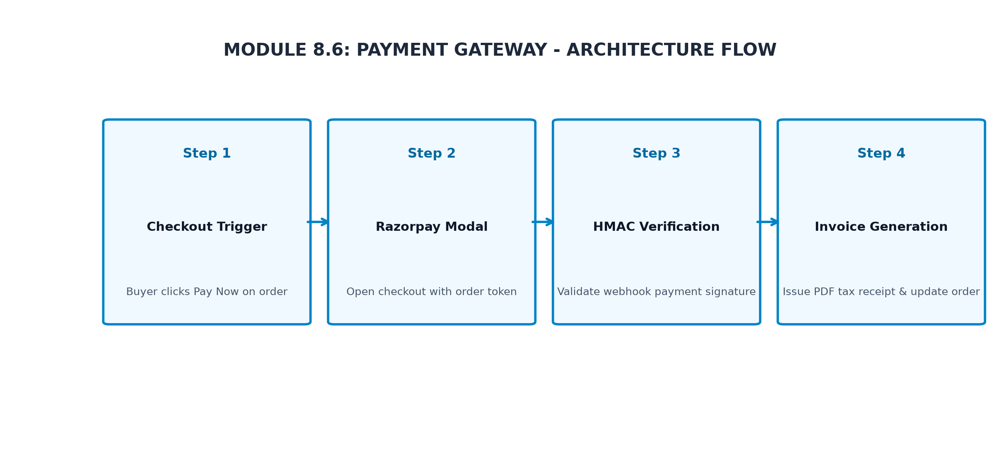 MODULE 8.6: PAYMENT GATEWAY - ARCHITECTURE FLOW
Step 1
Checkout Trigger
Buyer clicks Pay Now on order
Step 2
Razorpay Modal
Open checkout with order token
Step 3
HMAC Verification
Validate webhook payment signature
Step 4
Invoice Generation
Issue PDF tax receipt & update order